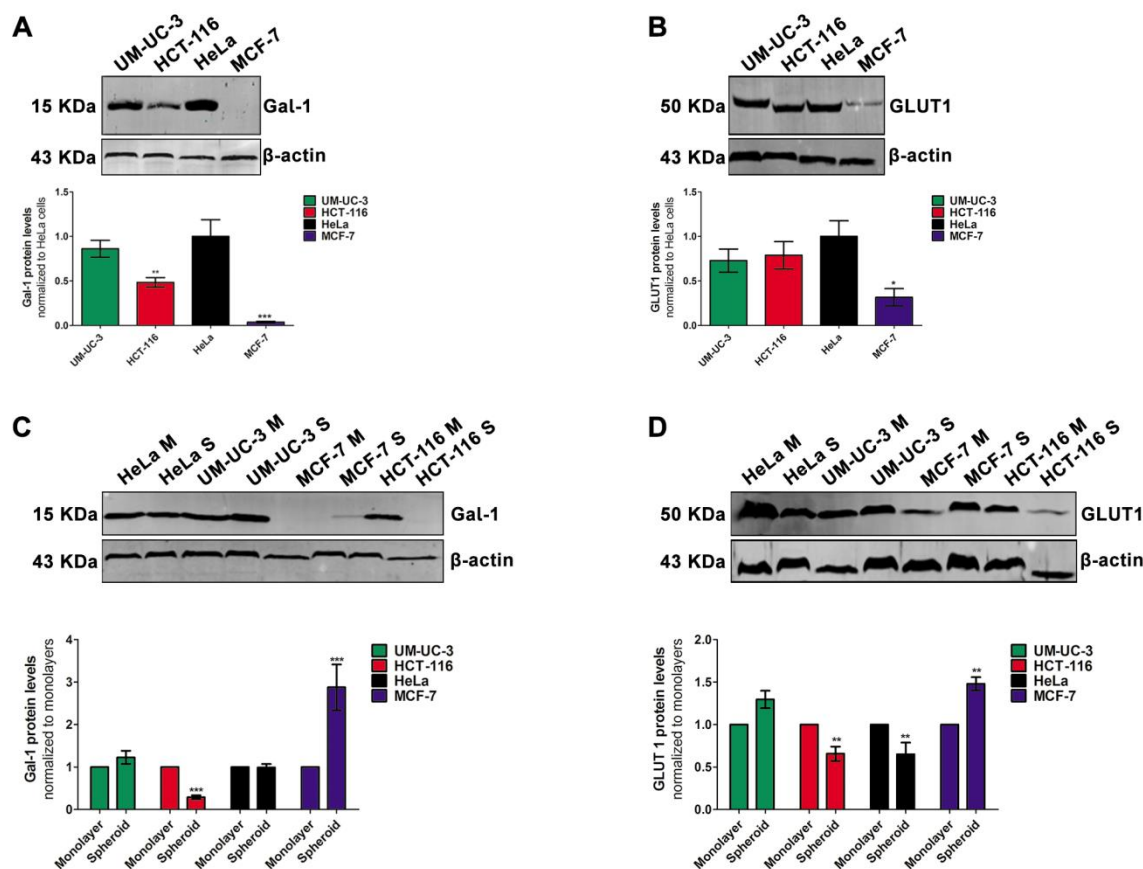 A
UM-UC-3
HCT-116
HeLa
MCF-7
15 KDa
Gal-1
43 KDa
β-actin
Gal-1 protein levels
normalized to HeLa cells
1.5
1.0
0.5
0.0
**
***
UM-UC-3
HCT-116
HeLa
MCF-7
UM-UC-3
HCT-116
HeLa
MCF-7
B
UM-UC-3
HCT-116
HeLa
MCF-7
50 KDa
GLUT1
43 KDa
β-actin
GLUT1 protein levels
normalized to HeLa cells
1.5
1.0
0.5
0.0
*
UM-UC-3
HCT-116
HeLa
MCF-7
UM-UC-3
HCT-116
HeLa
MCF-7
C
HeLa M
HeLa S
UM-UC-3 M
UM-UC-3 S
MCF-7 M
MCF-7 S
HCT-116 M
HCT-116 S
15 KDa
Gal-1
43 KDa
β-actin
Gal-1 protein levels
normalized to monolayers
4
3
2
1
0
***
***
Monolayer
Spheroid
Monolayer
Spheroid
Monolayer
Spheroid
Monolayer
Spheroid
UM-UC-3
HCT-116
HeLa
MCF-7
D
HeLa M
HeLa S
UM-UC-3 M
UM-UC-3 S
MCF-7 M
MCF-7 S
HCT-116 M
HCT-116 S
50 KDa
GLUT1
43 KDa
β-actin
GLUT 1 protein levels
normalized to monolayers
2.0
1.5
1.0
0.5
0.0
**
**
**
Monolayer
Spheroid
Monolayer
Spheroid
Monolayer
Spheroid
Monolayer
Spheroid
UM-UC-3
HCT-116
HeLa
MCF-7